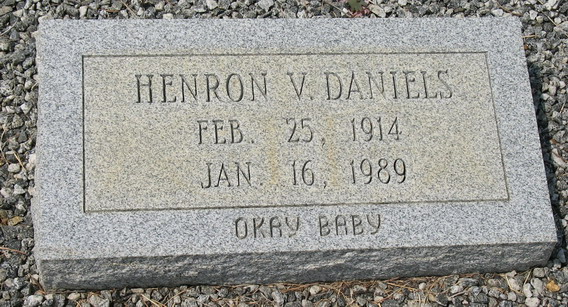 HENRON V. DANIELS
FEB. 25, 1914
JAN. 16, 1989
OKAY BABY